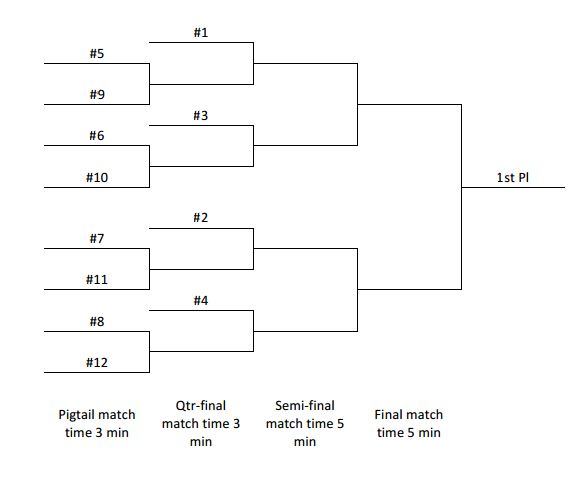 #1
#5
#9
#3
#6
#10
1st Pl
#2
#7
#11
#4
#8
#12
Pigtail match
time 3 min
Qtr-final
match time 3
min
Semi-final
match time 5
min
Final match
time 5 min